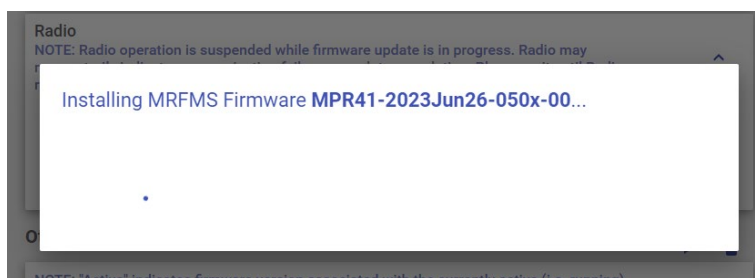 Radio
NOTE: Radio operation is suspended while firmware update is in progress. Radio may
Installing MRFMS Firmware MPR41-2023Jun26-050x-00...
NOTE: "Active" indicates firmware version associated with the currently active (i.e. running)